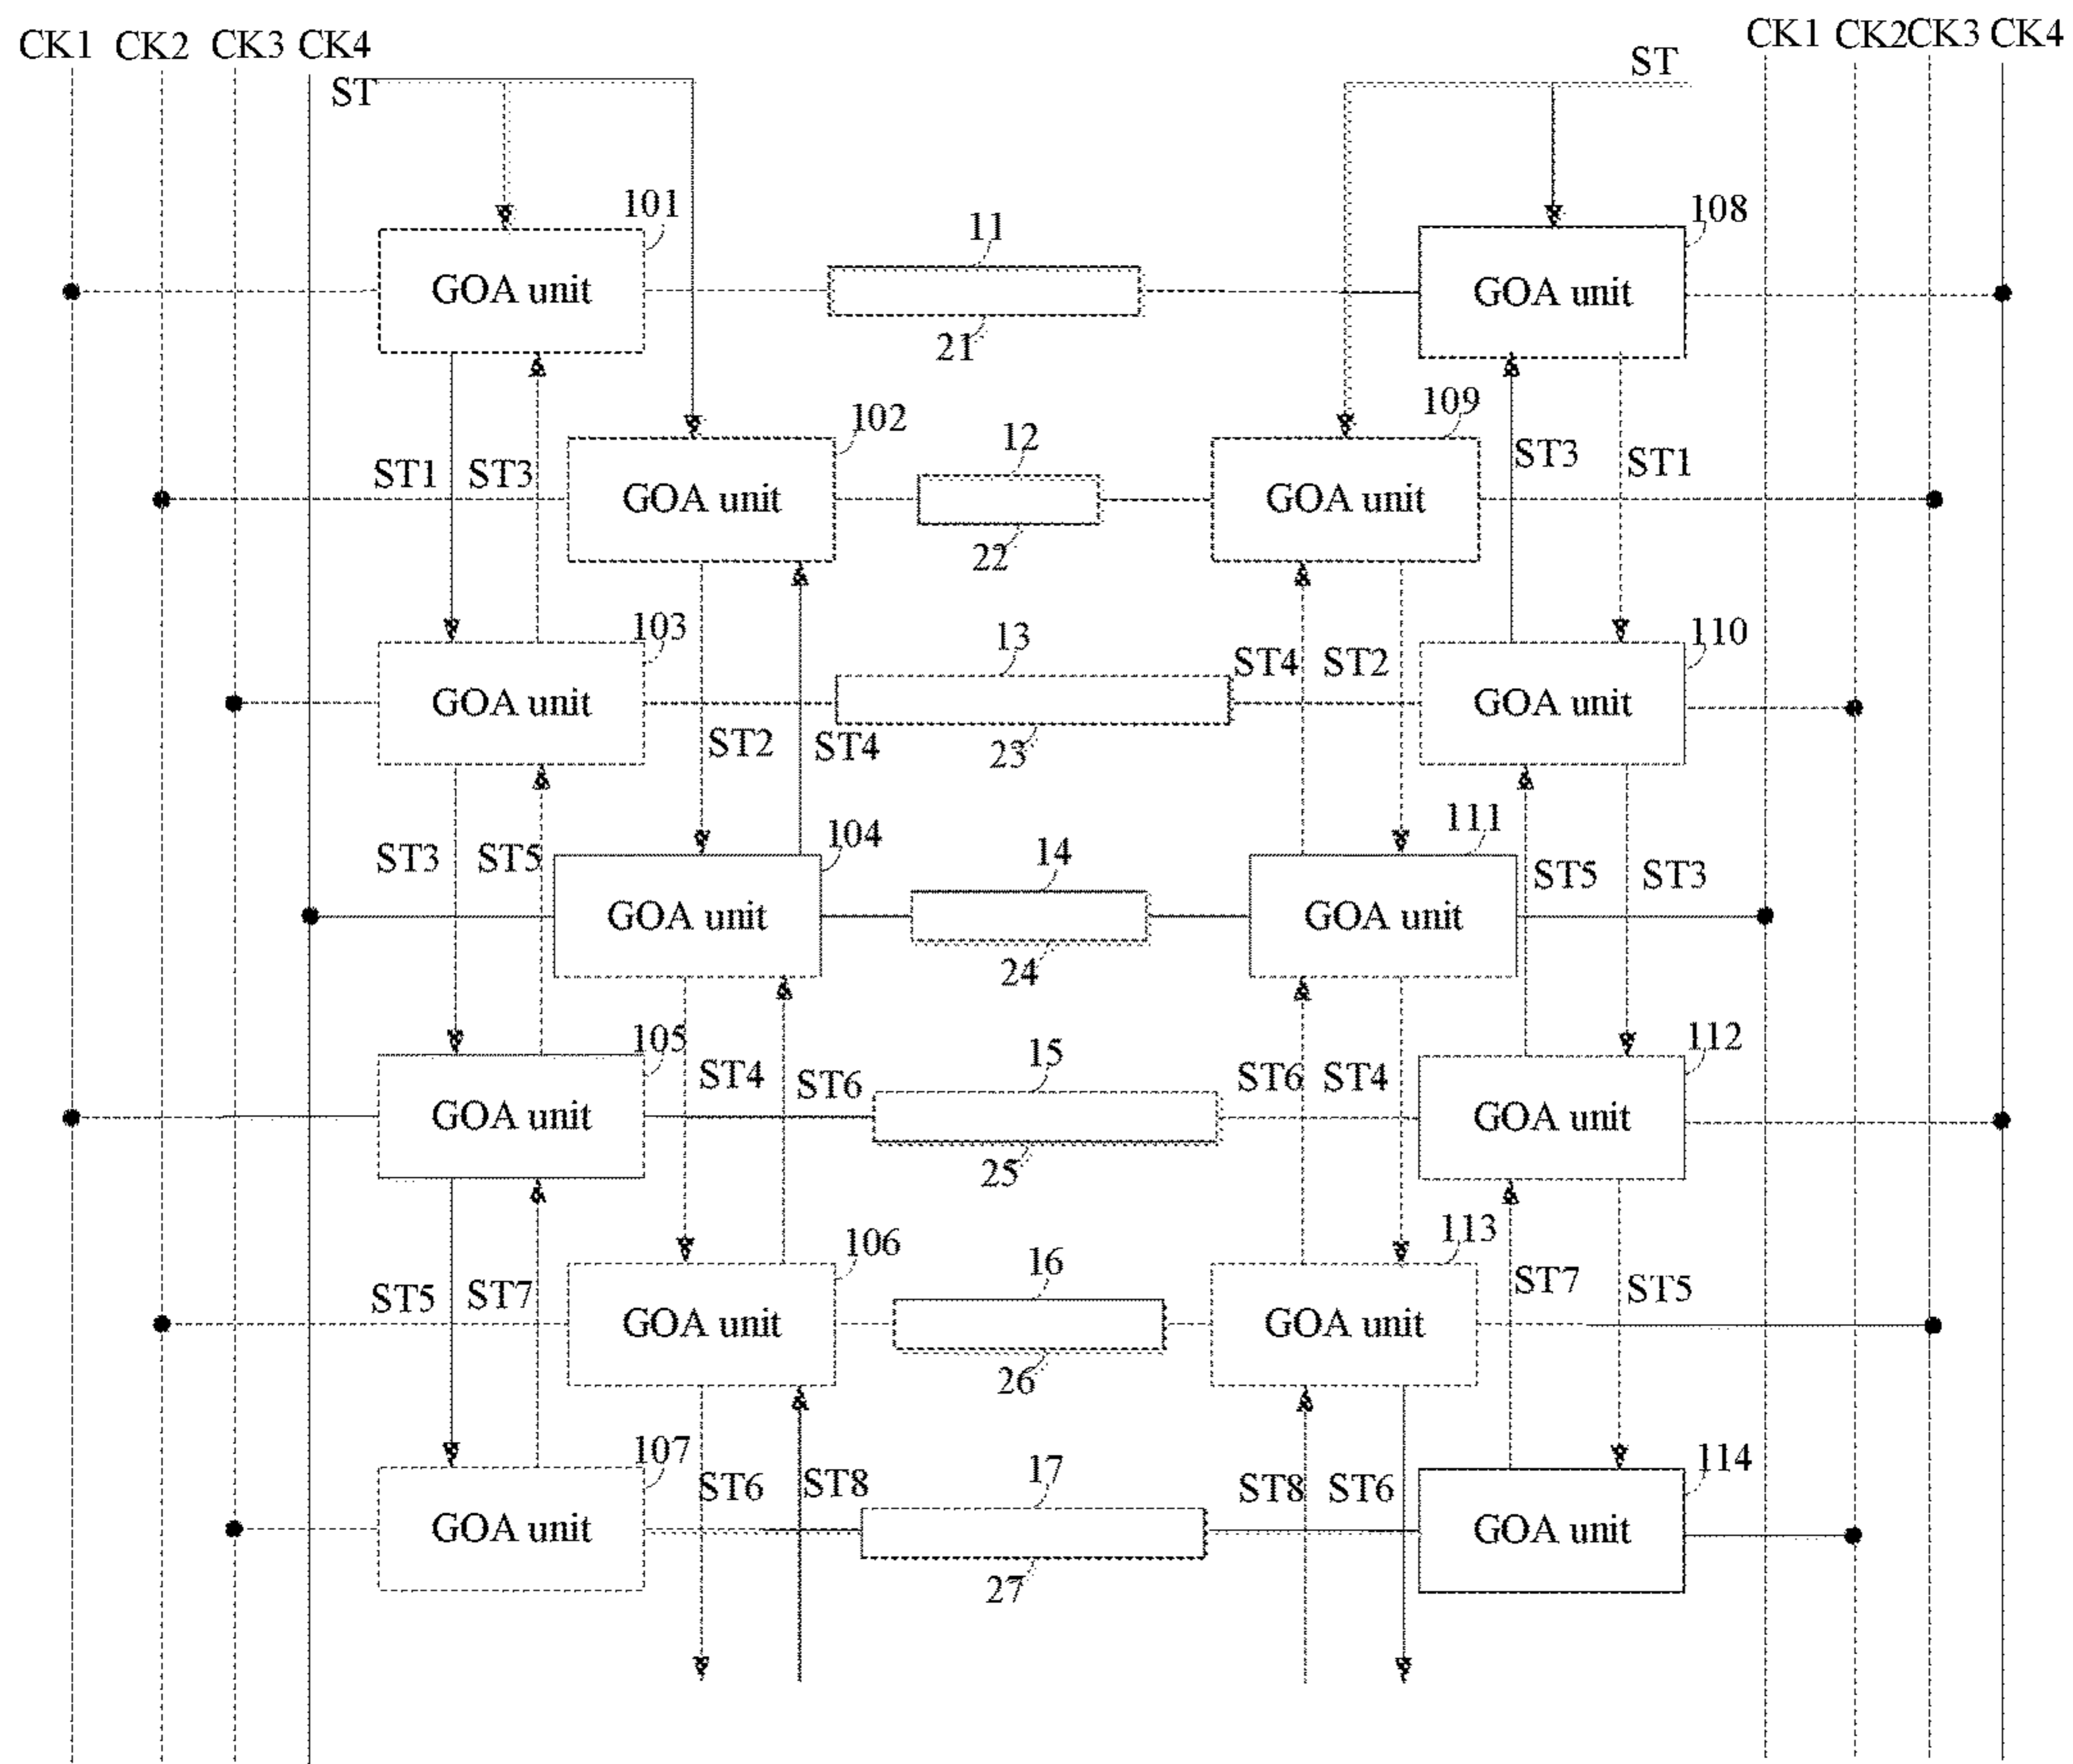 CK1 CK2 CK3 CK4 CK1 CK2 CK3 CK4
ST ST
101 11 108
GOA unit GOA unit
21
102 12 109
ST1 ST3 ST3 ST1
GOA unit GOA unit
22
103 13 110
ST4 ST2
GOA unit GOA unit
ST2 ST4 23
104 14 111
ST3 ST5 ST5 ST3
GOA unit GOA unit
24
105 15 112
ST4 ST6 ST6 ST4
GOA unit GOA unit
25
106 16 113
ST5 ST7 ST7 ST5
GOA unit GOA unit
26
107 17 114
ST6 ST8 ST8 ST6
GOA unit GOA unit
27